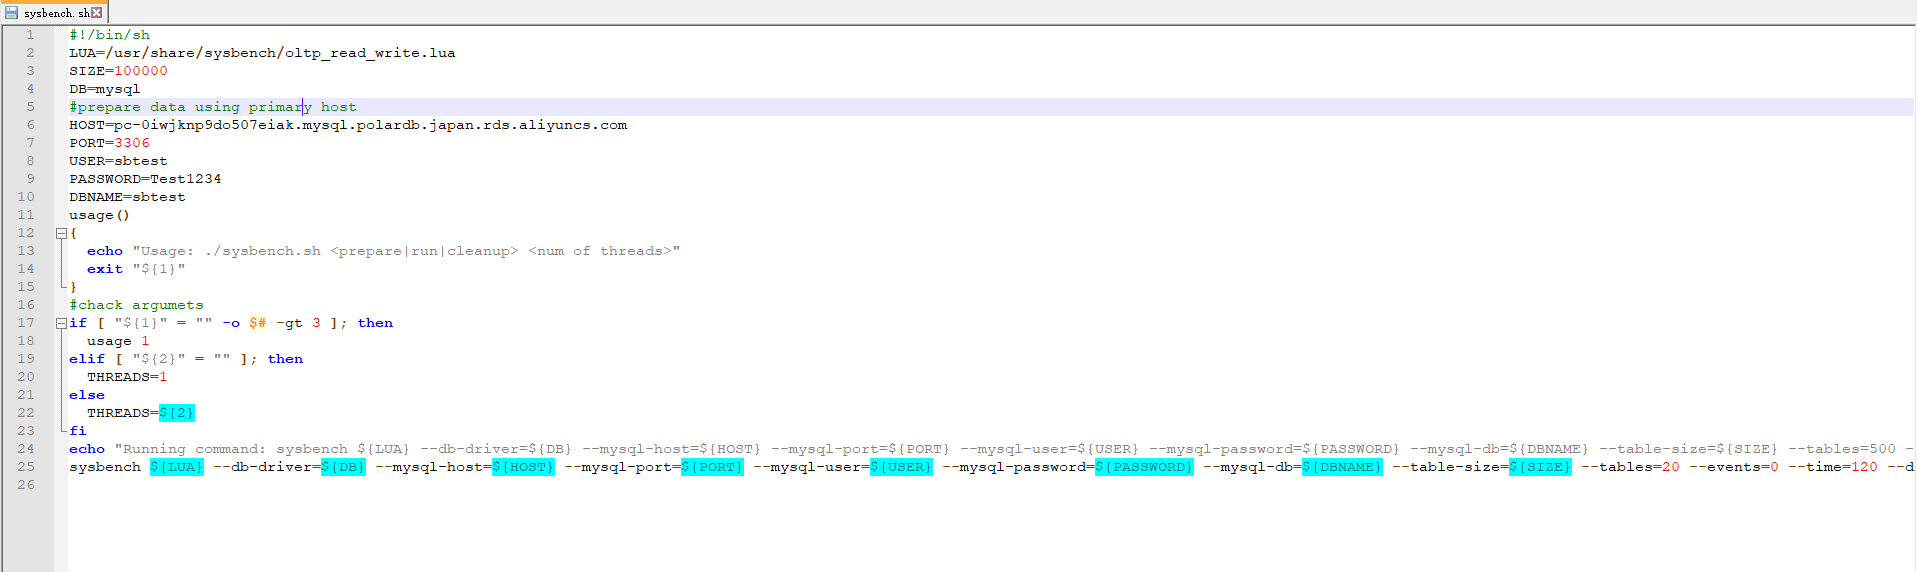 sysbench.sh
1 #!/bin/sh
2 LUA=/usr/share/sysbench/oltp_read_write.lua
3 SIZE=100000
4 DB=mysql
5 #prepare data using primary host
6 HOST=pc-0iwjknp9do507eiak.mysql.polardb.japan.rds.aliyuncs.com
7 PORT=3306
8 USER=sbtest
9 PASSWORD=Test1234
10 DBNAME=sbtest
11 usage()
12 {
13 echo "Usage: ./sysbench.sh <prepare|run|cleanup> <num of threads>"
14 exit "${1}"
15 }
16 #chack argumets
17 if [ "${1}" = "" -o $# -gt 3 ]; then
18 usage 1
19 elif [ "${2}" = "" ]; then
20 THREADS=1
21 else
22 THREADS=${2}
23 fi
24 echo "Running command: sysbench ${LUA} --db-driver=${DB} --mysql-host=${HOST} --mysql-port=${PORT} --mysql-user=${USER} --mysql-password=${PASSWORD} --mysql-db=${DBNAME} --table-size=${SIZE} --tables=500 -
25 sysbench ${LUA} --db-driver=${DB} --mysql-host=${HOST} --mysql-port=${PORT} --mysql-user=${USER} --mysql-password=${PASSWORD} --mysql-db=${DBNAME} --table-size=${SIZE} --tables=20 --events=0 --time=120 --d
26